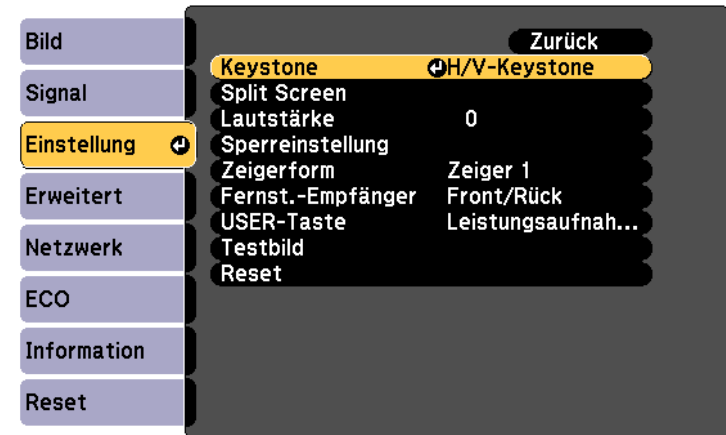 Bild
Signal
Einstellung
Erweitert
Netzwerk
ECO
Information
Reset
Zurück
Keystone H/V-Keystone
Split Screen
Lautstärke 0
Sperreinstellung
Zeigerform Zeiger 1
Fernst.-Empfänger Front/Rück
USER-Taste Leistungsaufnah...
Testbild
Reset